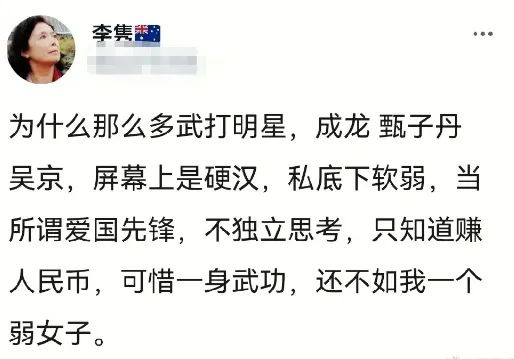 李隽🇦🇺
为什么那么多武打明星，成龙 甄子丹
吴京，屏幕上是硬汉，私底下软弱，当
所谓爱国先锋，不独立思考，只知道赚
人民币，可惜一身武功，还不如我一个
弱女子。